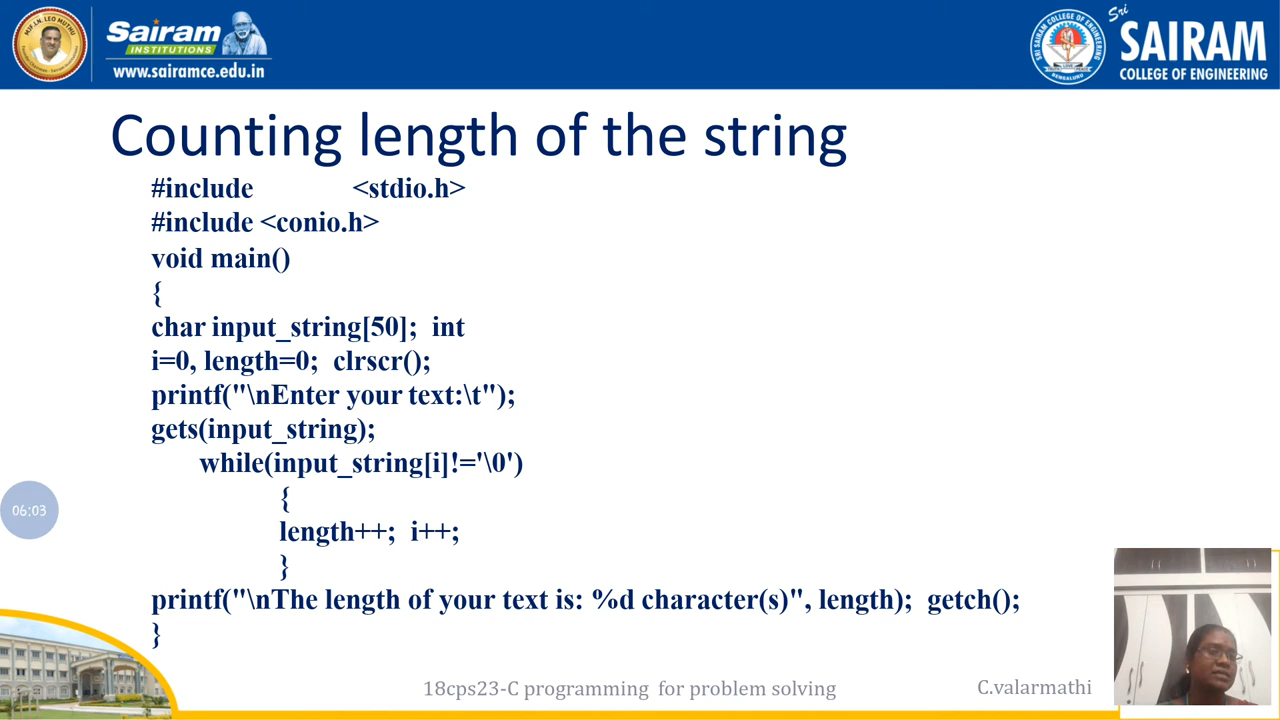 Sairam
INSTITUTIONS
www.sairamce.edu.in
Sri
SAIRAM
COLLEGE OF ENGINEERING
Counting length of the string
#include <stdio.h>
#include <conio.h>
void main()
{
char input_string[50]; int
i=0, length=0; clrscr();
printf("\nEnter your text:\t");
gets(input_string);
while(input_string[i]!='\0')
{
length++; i++;
}
printf("\nThe length of your text is: %d character(s)", length); getch();
}
06:03
18cps23-C programming for problem solving
C.valarmathi